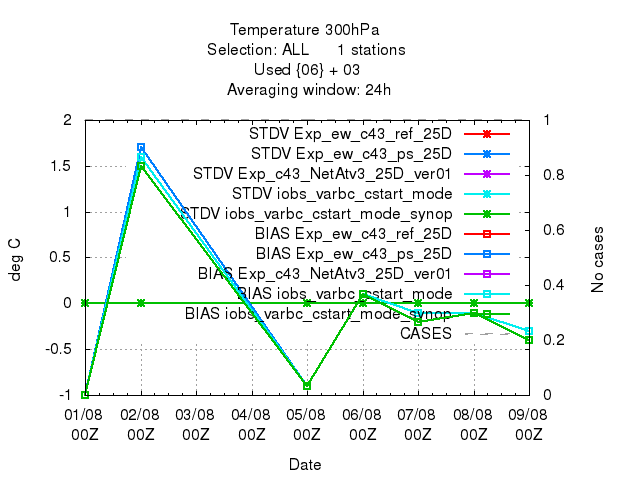 Temperature 300hPa
Selection: ALL 1 stations
Used {06} + 03
Averaging window: 24h
deg C
2
1.5
1
0.5
0
-0.5
-1
1
0.8
0.6
0.4
0.2
0
No cases
STDV Exp_ew_c43_ref_25D
STDV Exp_ew_c43_ps_25D
STDV Exp_c43_NetAtv3_25D_ver01
STDV iobs_varbc_cstart_mode
STDV iobs_varbc_cstart_mode_synop
BIAS Exp_ew_c43_ref_25D
BIAS Exp_ew_c43_ps_25D
BIAS Exp_c43_NetAtv3_25D_ver01
BIAS iobs_varbc_cstart_mode
BIAS iobs_varbc_cstart_mode_synop
CASES
01/08 02/08 03/08 04/08 05/08 06/08 07/08 08/08 09/08
00Z 00Z 00Z 00Z 00Z 00Z 00Z 00Z 00Z
Date